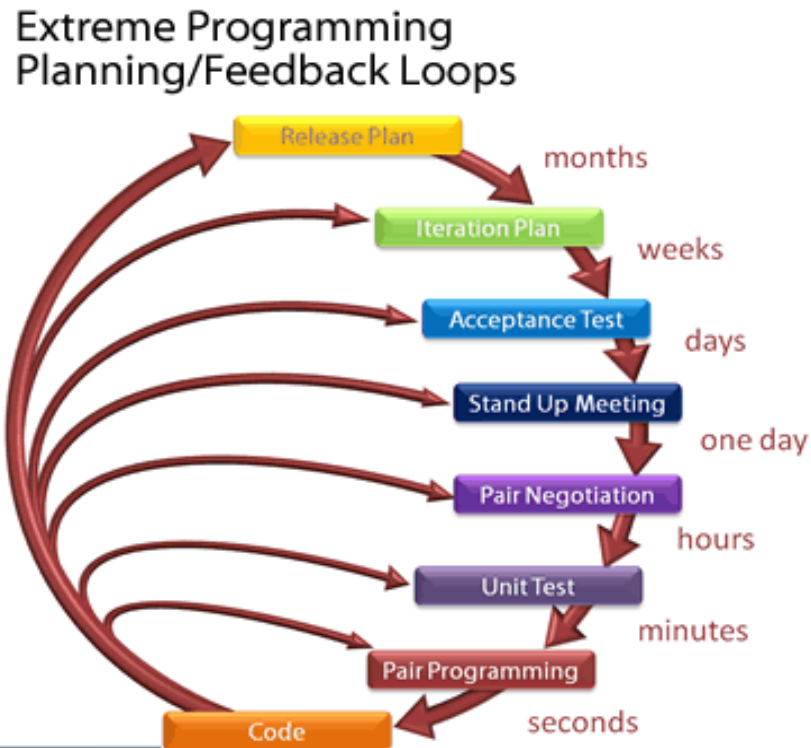 Extreme Programming
Planning/Feedback Loops
Release Plan
months
Iteration Plan
weeks
Acceptance Test
days
Stand Up Meeting
one day
Pair Negotiation
hours
Unit Test
minutes
Pair Programming
seconds
Code